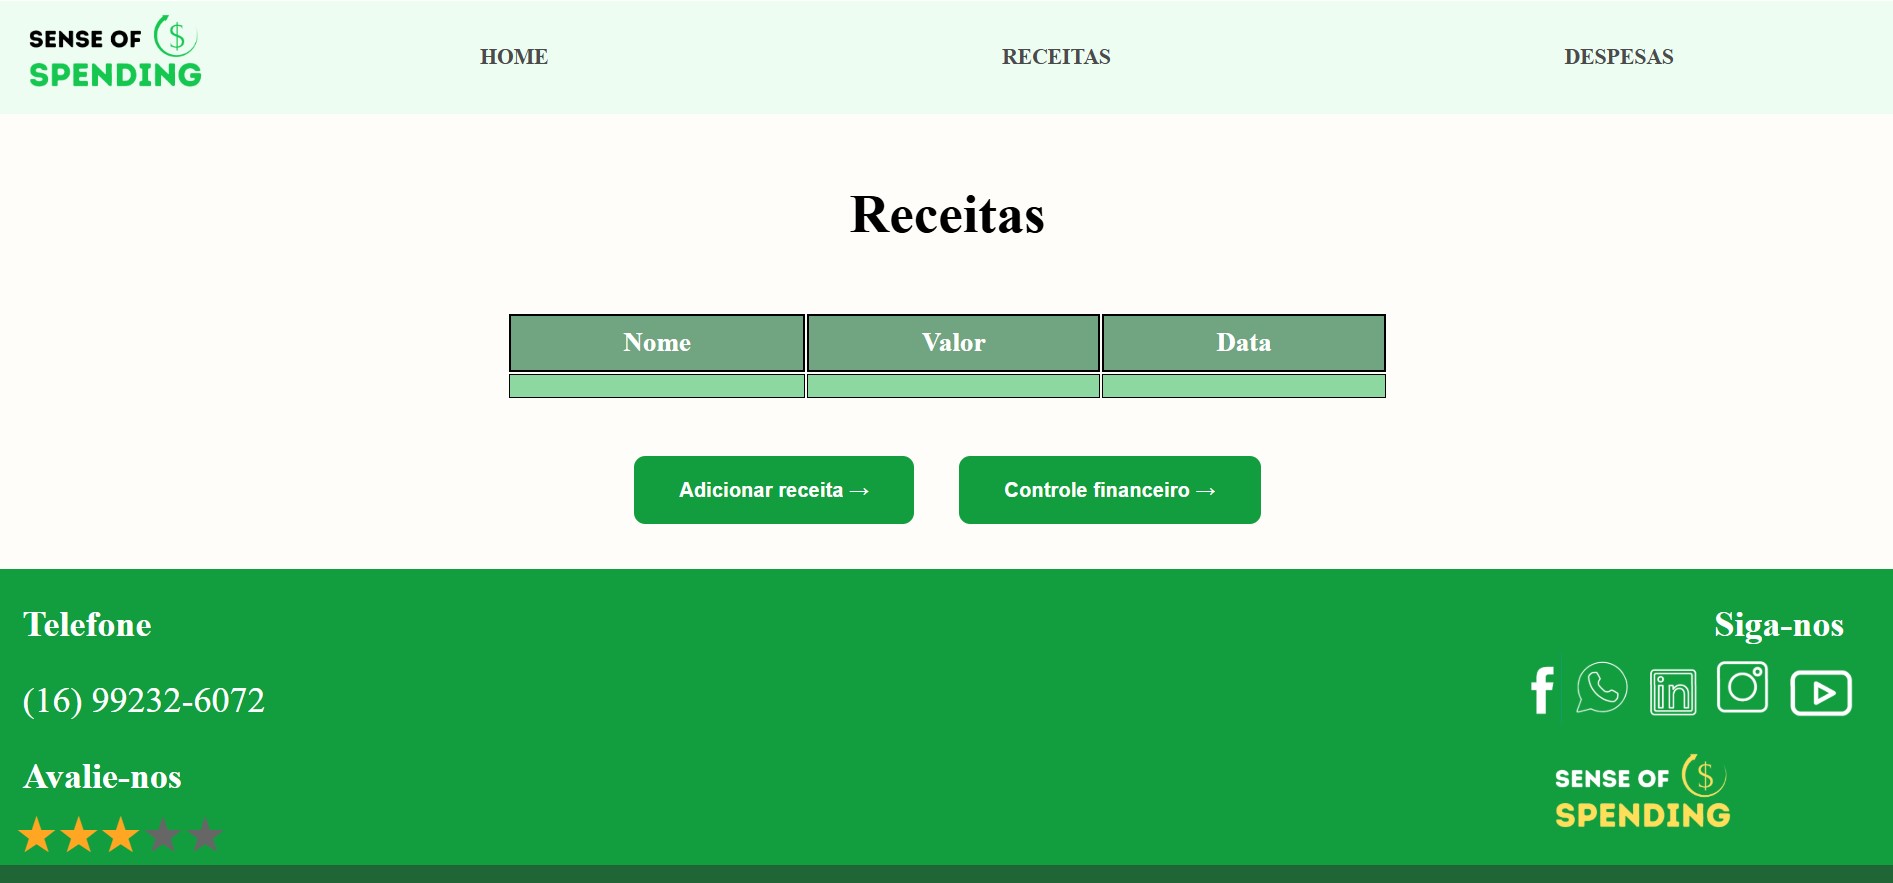 SENSE OF $
SPENDING
HOME
RECEITAS
DESPESAS
Receitas
Nome
Valor
Data
Adicionar receita →
Controle financeiro →
Telefone
(16) 99232-6072
Avalie-nos
Siga-nos
f
in
SENSE OF $
SPENDING